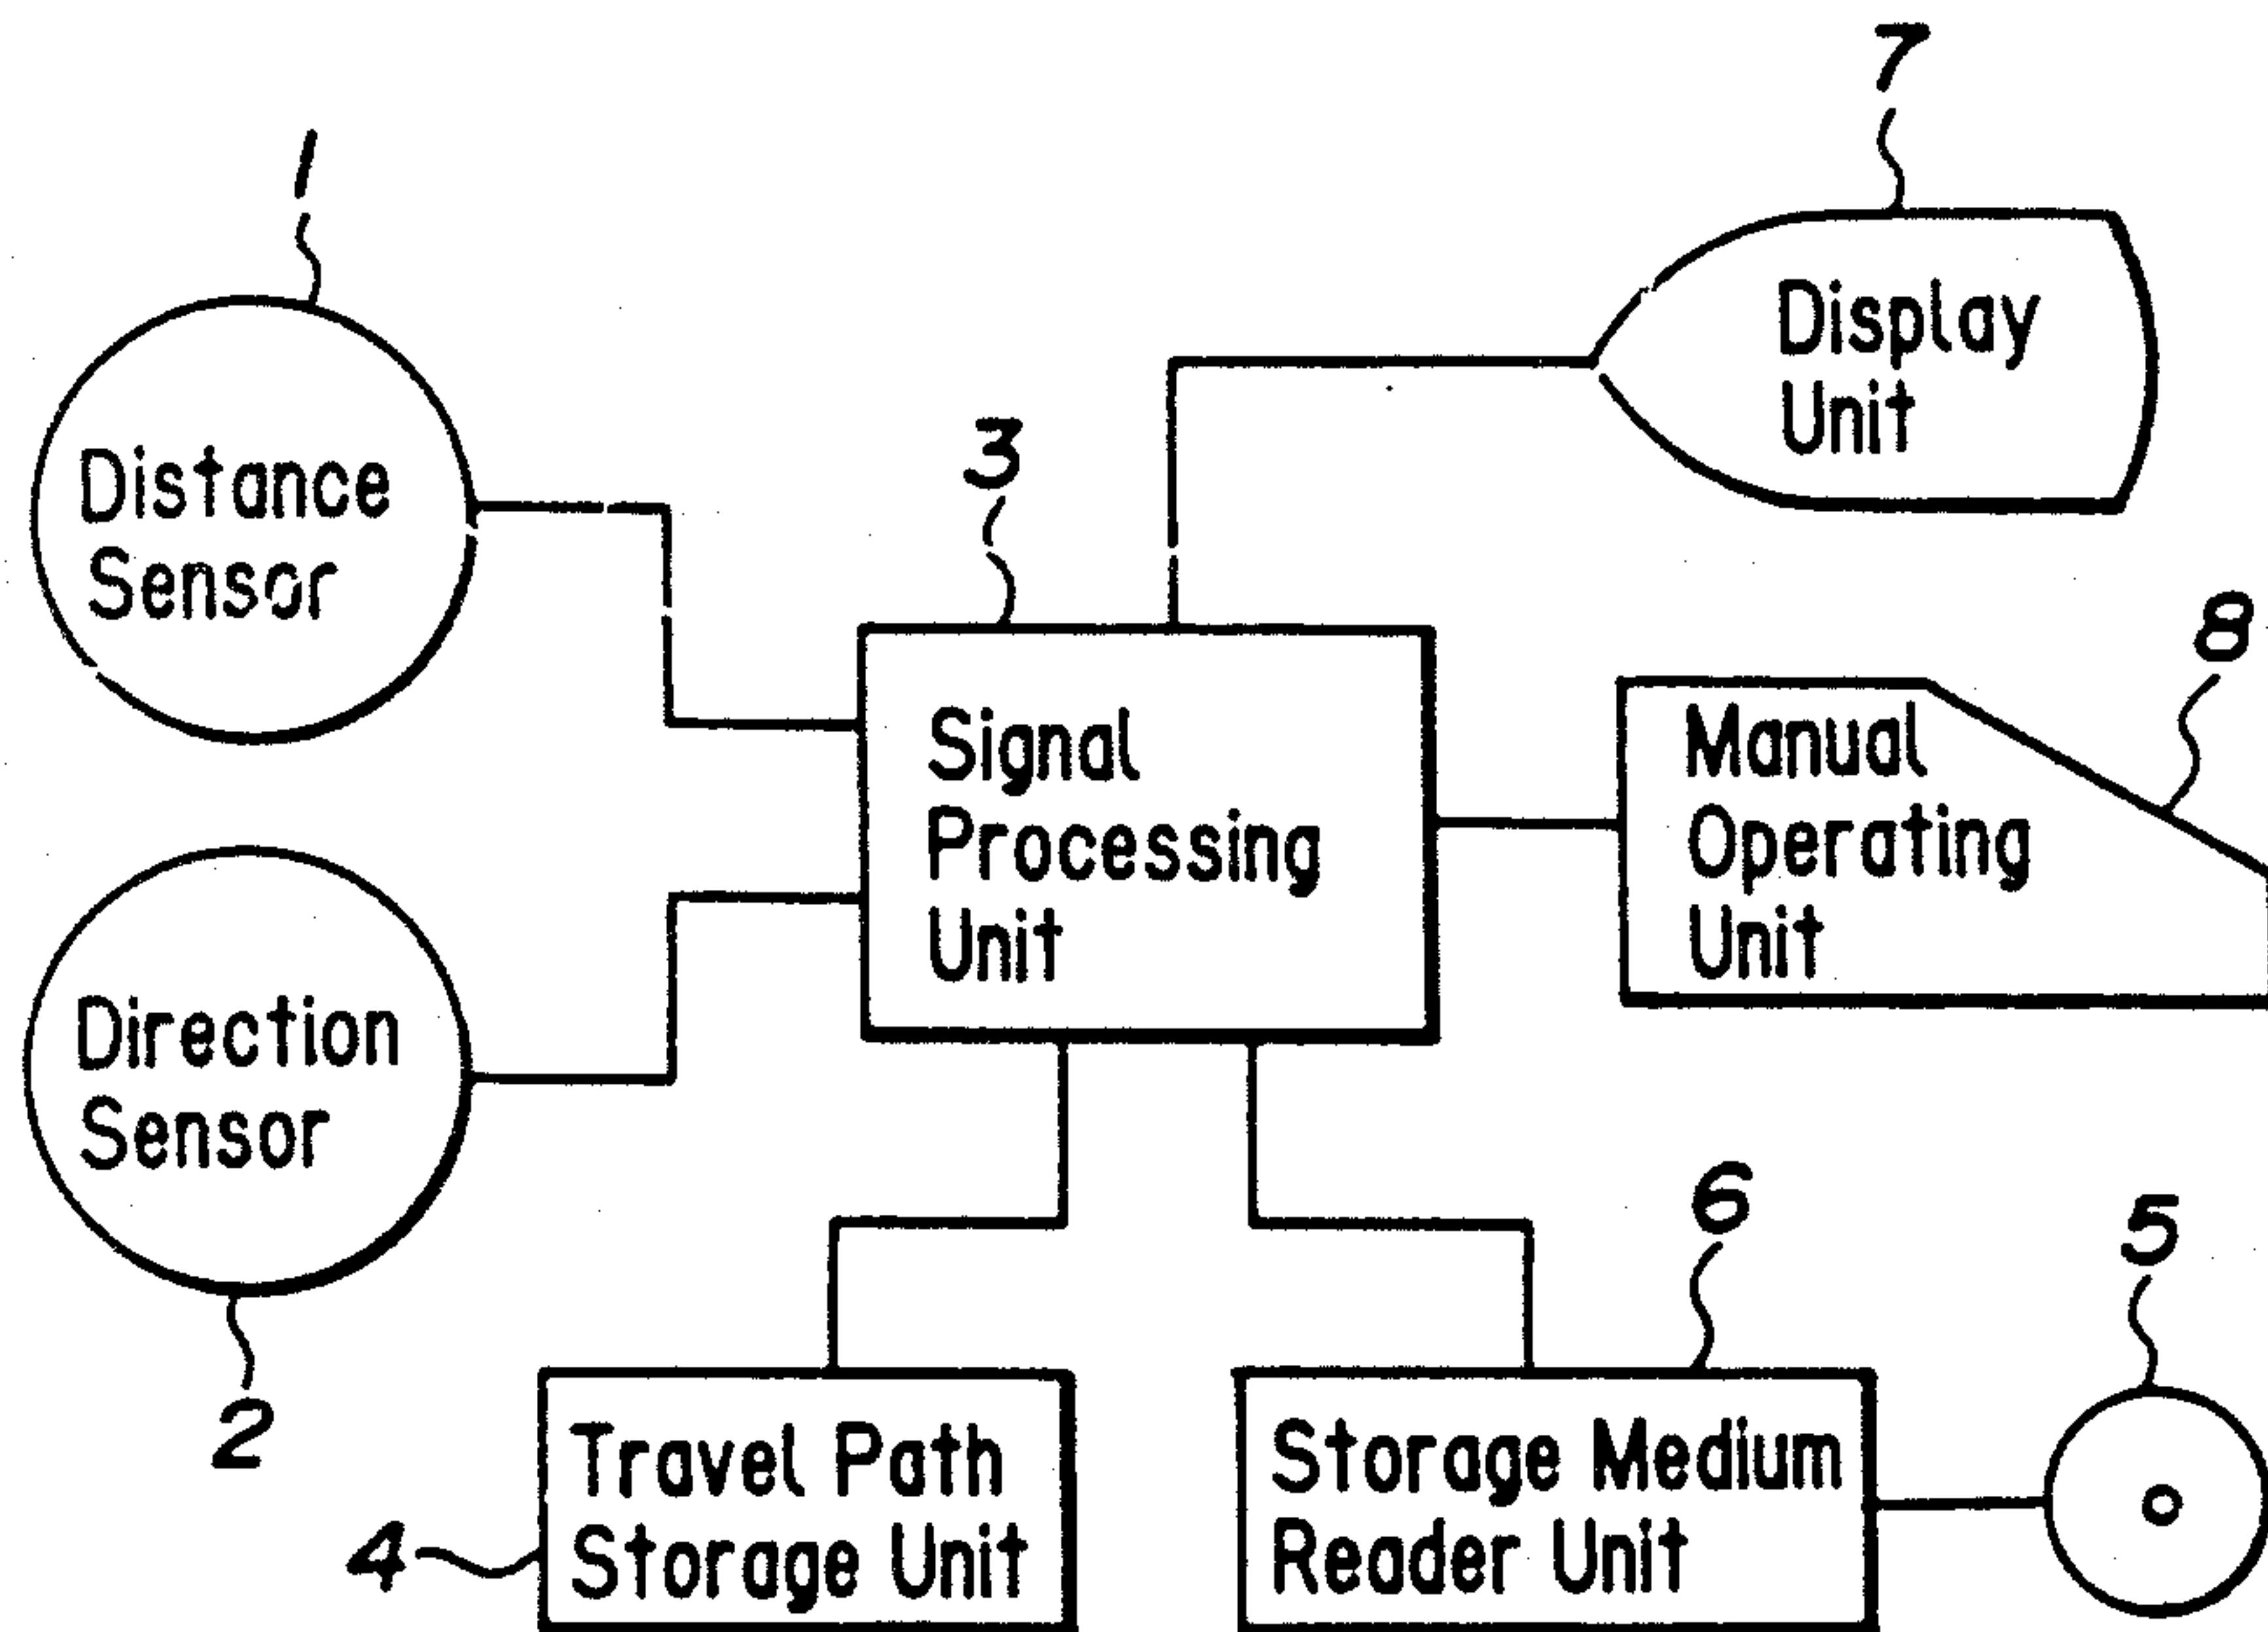 7
1
Display
Unit
3
Distance
Sensor
8
Signal
Processing
Unit
Manual
Operating
Unit
Direction
Sensor
2
6
5
Travel Path
Storage Unit
4
Storage Medium
Reader Unit